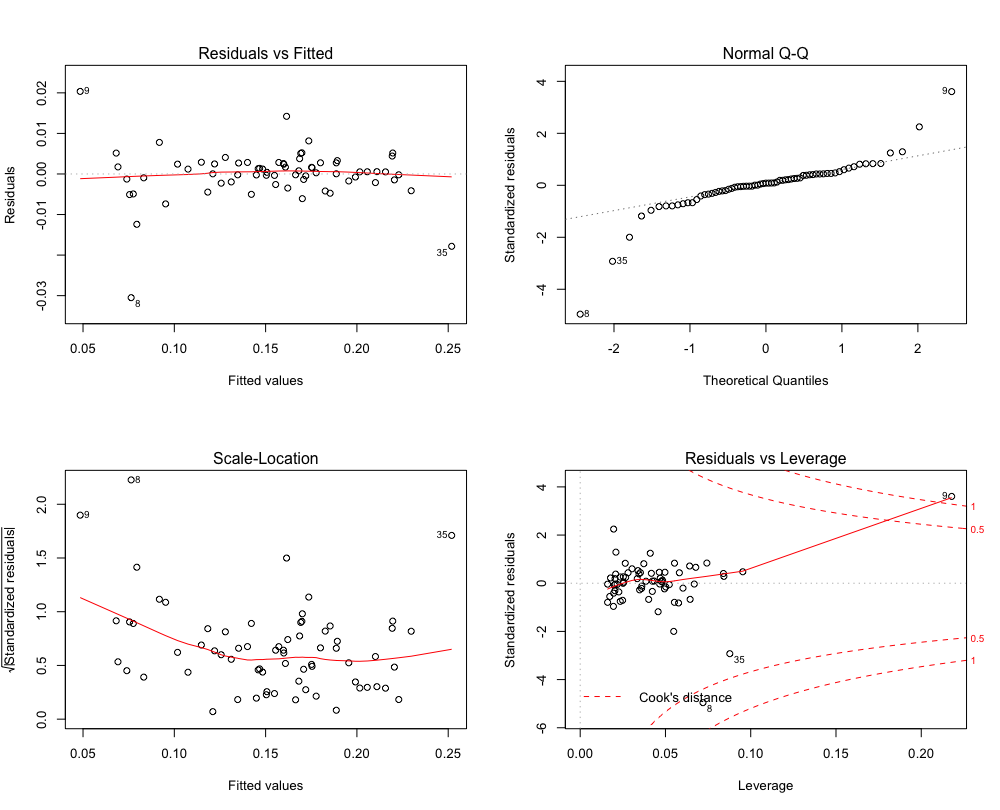 Residuals vs Fitted
Residuals
0.02
0.01
0.00
-0.01
-0.03
9
35
8
0.05 0.10 0.15 0.20 0.25
Fitted values
Normal Q-Q
Standardized residuals
4
2
0
-2
-4
9
35
8
-2 -1 0 1 2
Theoretical Quantiles
Scale-Location
√|Standardized residuals|
2.0
1.5
1.0
0.5
0.0
8
9
35
0.05 0.10 0.15 0.20 0.25
Fitted values
Residuals vs Leverage
Standardized residuals
4
2
0
-2
-4
-6
9
1
0.5
0.5
1
35
Cook's distance
8
0.00 0.05 0.10 0.15 0.20
Leverage